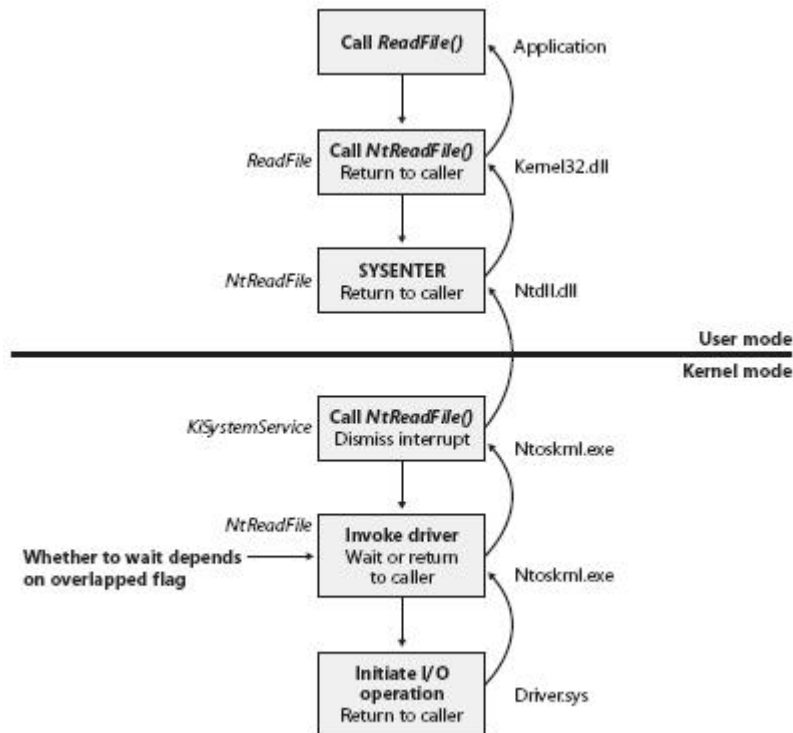 Call ReadFile()
Application
ReadFile
Call NtReadFile()
Return to caller
Kernel32.dll
NtReadFile
SYSENTER
Return to caller
Ntdll.dll
User mode
Kernel mode
KiSystemService
Call NtReadFile()
Dismiss interrupt
Ntoskrnl.exe
NtReadFile
Whether to wait depends
on overlapped flag
Invoke driver
Wait or return
to caller
Ntoskrnl.exe
Initiate I/O
operation
Return to caller
Driver.sys